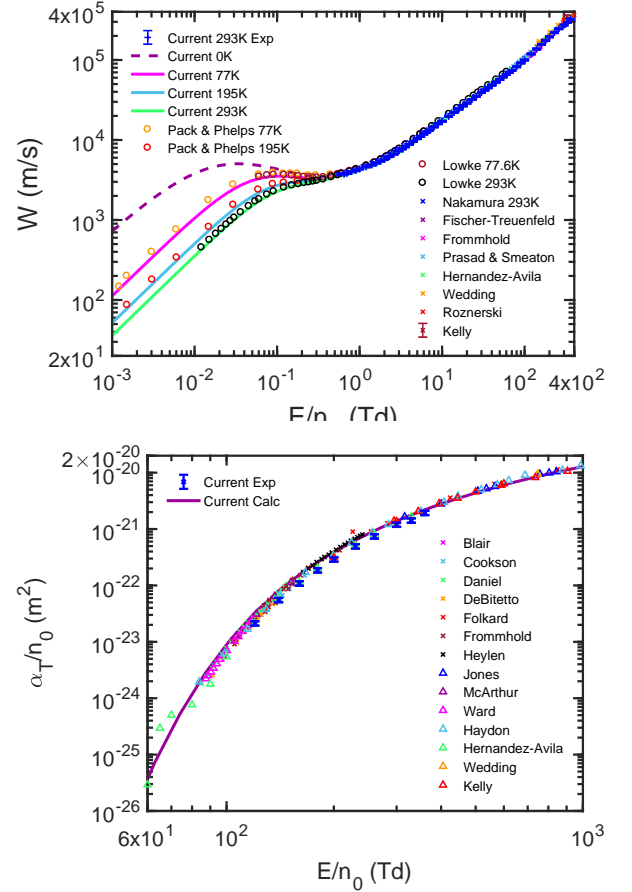 4x10^5
10^5
10^4
10^3
10^2
2x10^1
W (m/s)
Current 293K Exp
Current 0K
Current 77K
Current 195K
Current 293K
Pack & Phelps 77K
Pack & Phelps 195K
Lowke 77.6K
Lowke 293K
Nakamura 293K
Fischer-Treuenfeld
Frommhold
Prasad & Smeaton
Hernandez-Avila
Wedding
Roznerski
Kelly
10^-3 10^-2 10^-1 10^0 10^1 10^2 4x10^2
E/n (Td)
2×10^-20
10^-20
10^-21
10^-22
10^-23
10^-24
10^-25
10^-26
α_T/n_0 (m^2)
Current Exp
Current Calc
Blair
Cookson
Daniel
DeBitetto
Folkard
Frommhold
Heylen
Jones
McArthur
Ward
Haydon
Hernandez-Avila
Wedding
Kelly
6x10^1 10^2 10^3
E/n_0 (Td)